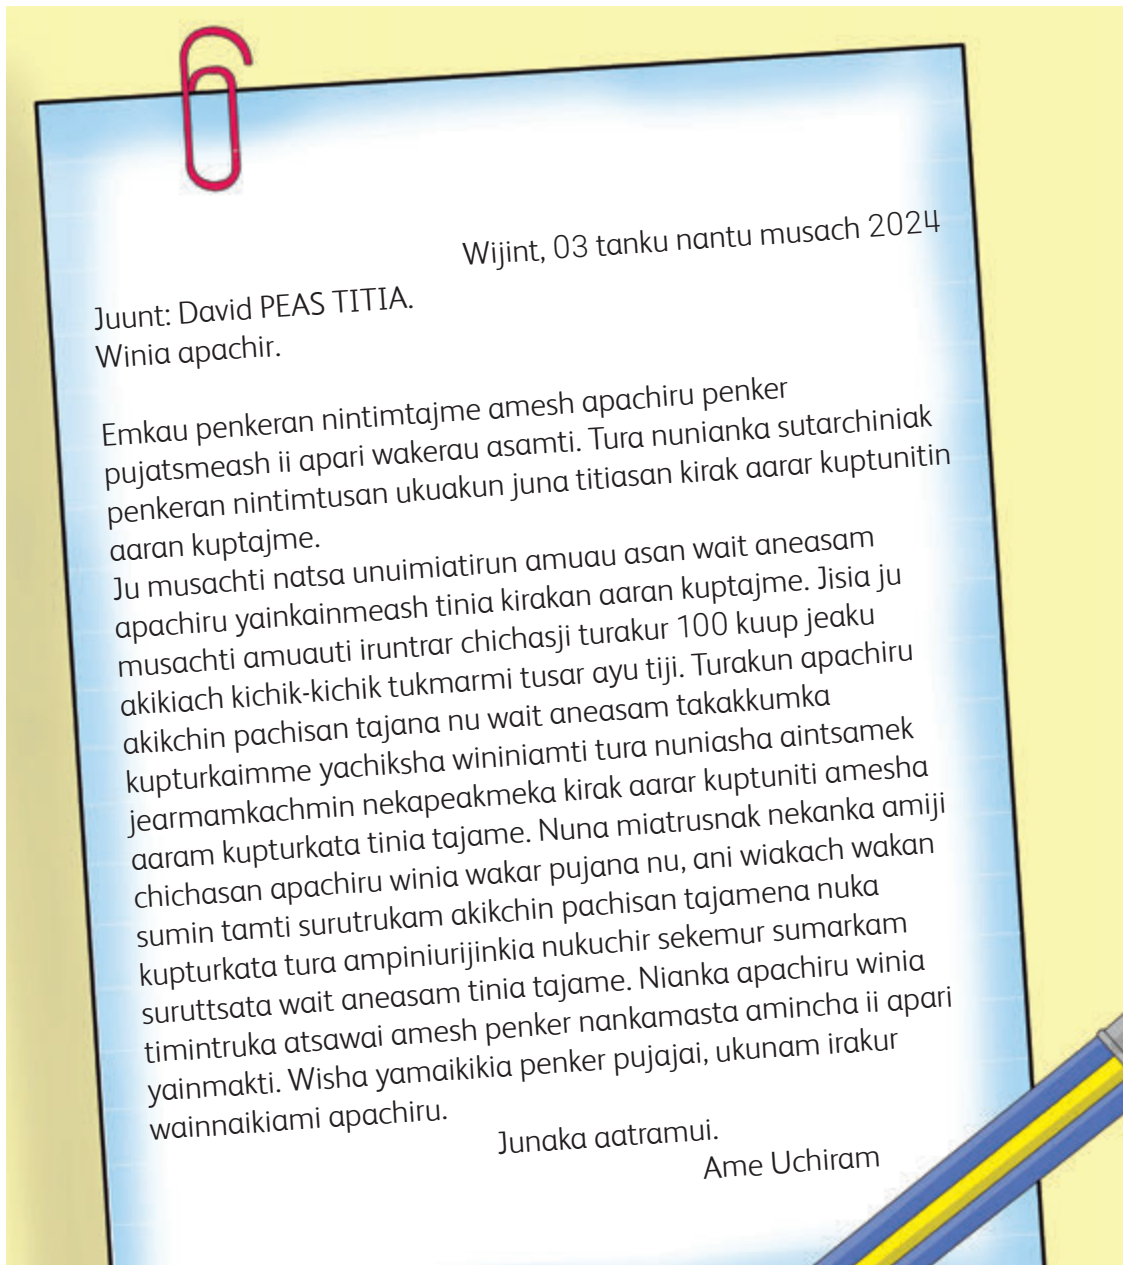 Wijint, 03 tanku nantu musach 2024
Juunt: David PEAS TITIA.
Winia apachir.
Emkau penkeran nintimtajme amesh apachiru penker
pujatsmeash ii apari wakerau asamti. Tura nunianka sutarchiniak
penkeran nintimtusan ukuakun juna titiasan kirak aarar kuptunitin
aaran kuptajme.
Ju musachti natsa unuimiatirun amuau asan wait aneasam
apachiru yainkainmeash tinia kirakan aaran kuptajme. Jisia ju
musachti amuauti iruntrar chichasji turakur 100 kuup jeaku
akikiach kichik-kichik tukmarmi tusar ayu tiji. Turakun apachiru
akikchin pachisan tajana nu wait aneasam takakkumka
kupturkaimme yachiksha wininiamti tura nuniasha aintsamek
jearmamkachmin nekapeakmeka kirak aarar kuptuniti amesha
aaram kupturkata tinia tajame. Nuna miatrusnak nekanka amiji
chichasan apachiru winia wakar pujana nu, ani wiakach wakan
sumin tamti surutrukam akikchin pachisan tajamena nuka
kupturkata tura ampiniurijinkia nukuchir sekemur sumarkam
suruttsata wait aneasam tinia tajame. Nianka apachiru winia
timintruka atsawai amesh penker nankamasta amincha ii apari
yainmakti. Wisha yamaikikia penker pujajai, ukunam irakur
wainnaikiami apachiru.
Junaka aatramui.
Ame Uchiram